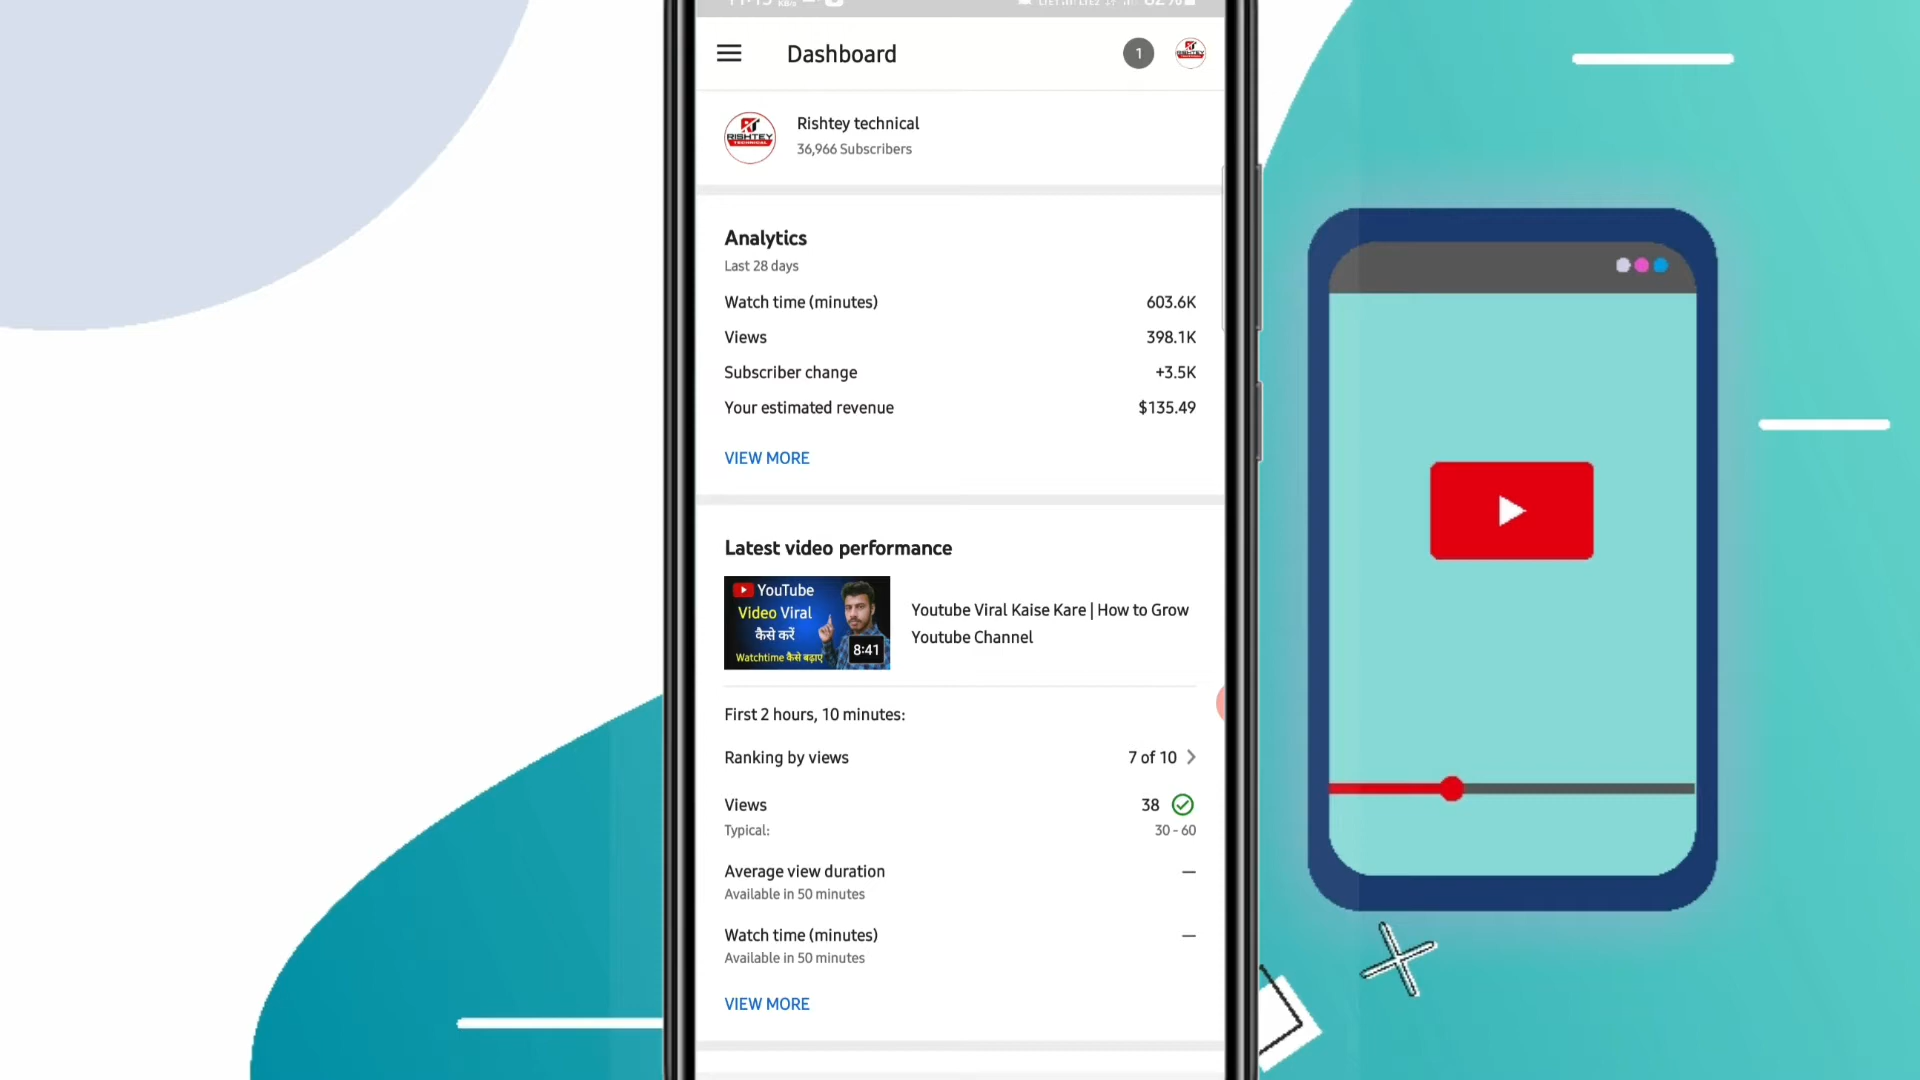 Dashboard
1
Rishtey technical
36,966 Subscribers
RISHTEY
TECHNICAL
Analytics
Last 28 days
Watch time (minutes) 603.6K
Views 398.1K
Subscriber change +3.5K
Your estimated revenue $135.49
VIEW MORE
Latest video performance
YouTube
Video Viral
कैसे करें
Watchtime कैसे बढ़ाए
8:41
Youtube Viral Kaise Kare | How to Grow
Youtube Channel
First 2 hours, 10 minutes:
Ranking by views 7 of 10
Views 38
Typical: 30 - 60
Average view duration —
Available in 50 minutes
Watch time (minutes) —
Available in 50 minutes
VIEW MORE